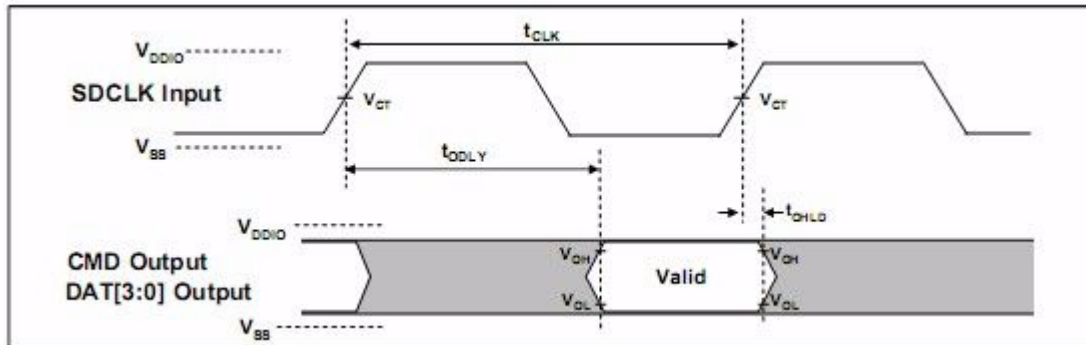 tCLK
VDDIO
SDCLK Input
VCT
VCT
VSS
tODLY
tOHLD
VDDIO
CMD Output
DAT[3:0] Output
VOH
VOH
Valid
VOL
VOL
VSS